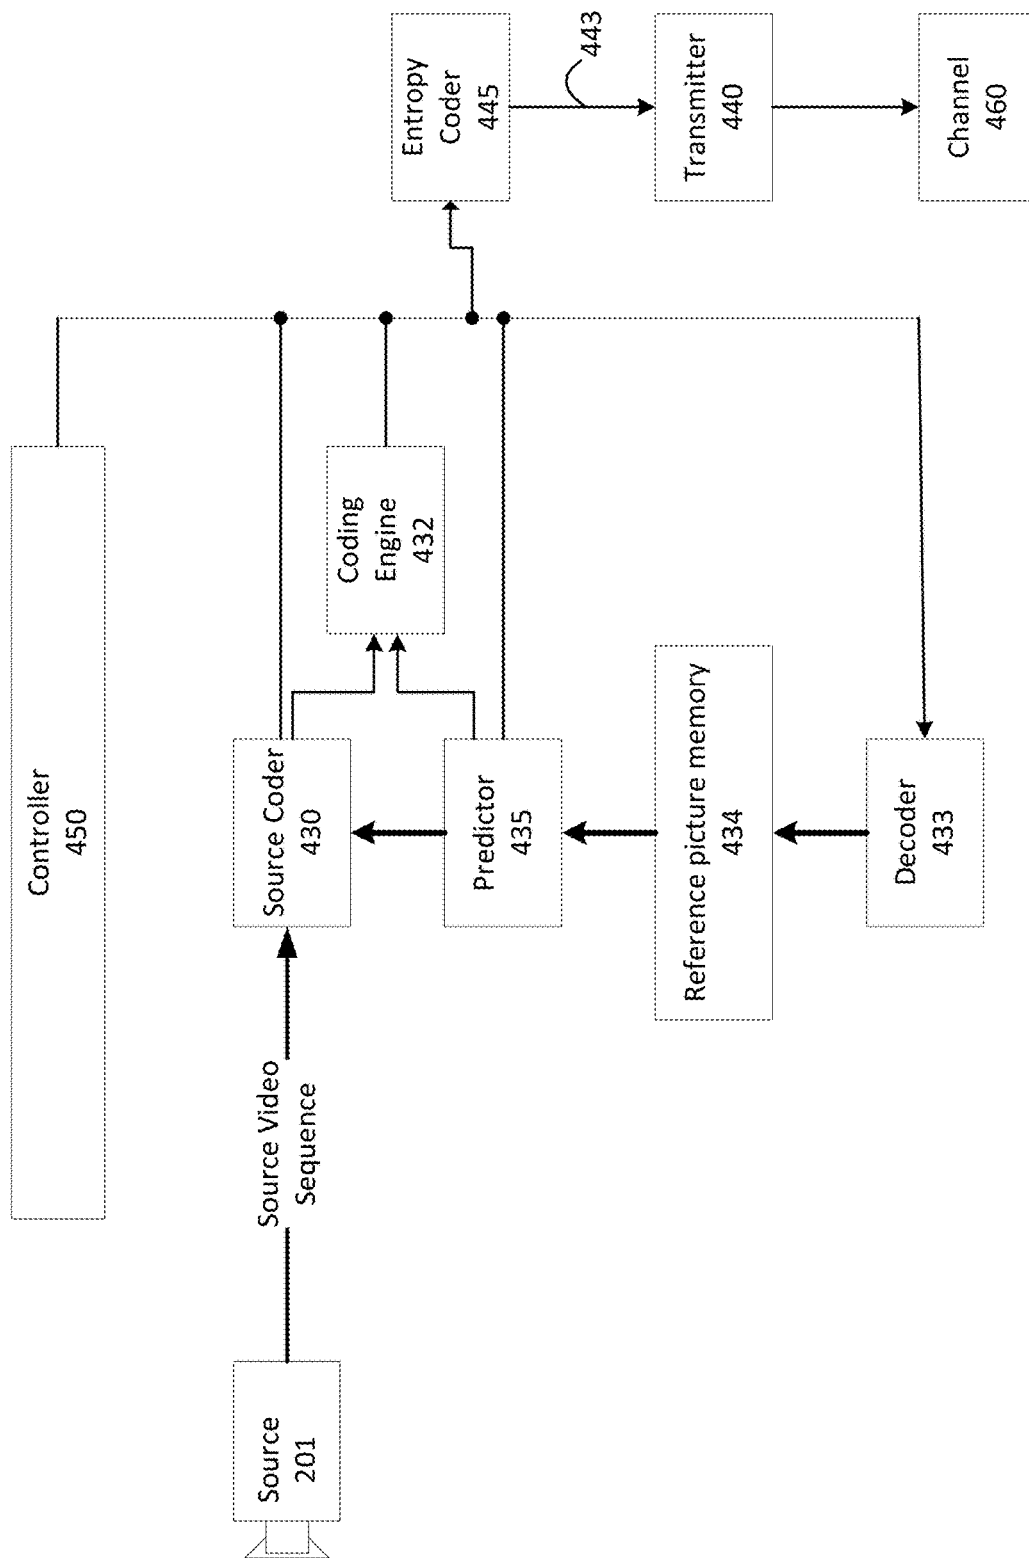 Controller
450
Source
201
Source Video
Sequence
Source Coder
430
Coding
Engine
432
Entropy
Coder
445
443
Predictor
435
Transmitter
440
Reference picture memory
434
Decoder
433
Channel
460